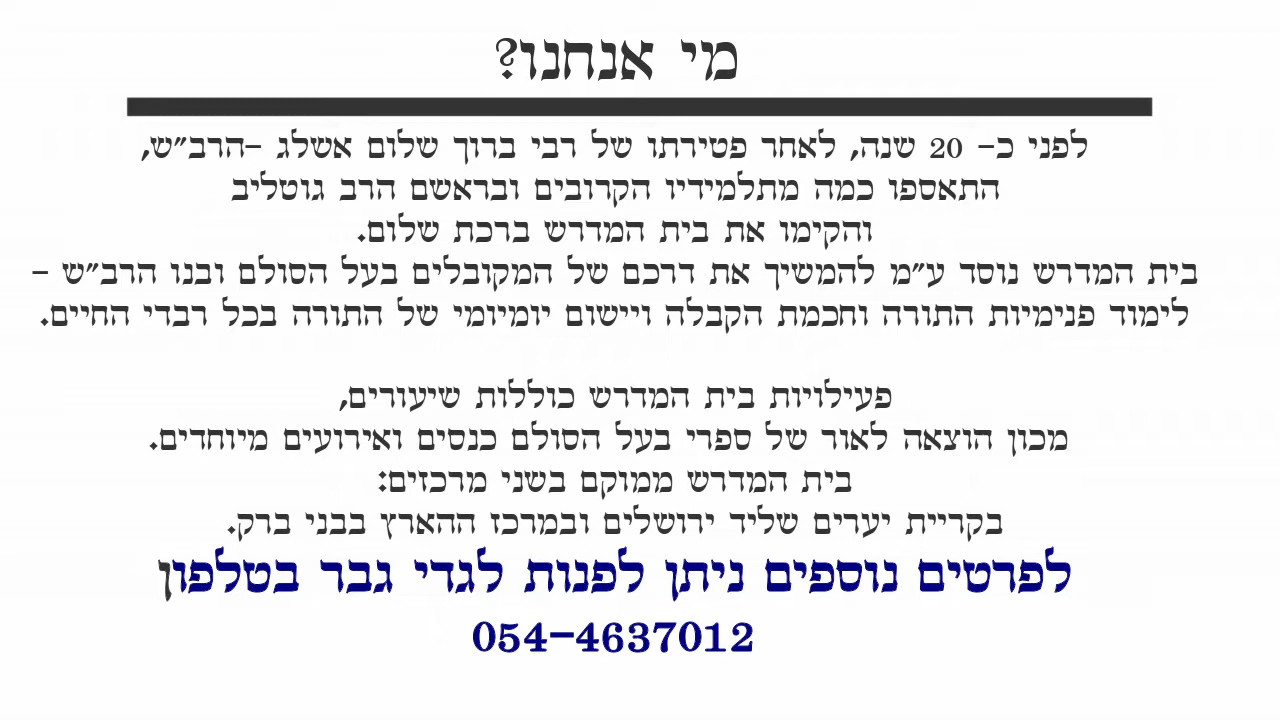 מי אנחנו?
לפני כ- 20 שנה, לאחר פטירתו של רבי ברוך שלום אשלג -הרב"ש,
התאספו כמה מתלמידיו הקרובים ובראשם הרב גוטליב
והקימו את בית המדרש ברכת שלום.
בית המדרש נוסד ע"מ להמשיך את דרכם של המקובלים בעל הסולם ובנו הרב"ש -
לימוד פנימיות התורה וחכמת הקבלה ויישום יומיומי של התורה בכל רבדי החיים.
פעילויות בית המדרש כוללות שיעורים,
מכון הוצאה לאור של ספרי בעל הסולם כנסים ואירועים מיוחדים.
בית המדרש ממוקם בשני מרכזים:
בקריית יערים שליד ירושלים ובמרכז ההארץ בבני ברק.
לפרטים נוספים ניתן לפנות לגדי גבר בטלפון
054-4637012